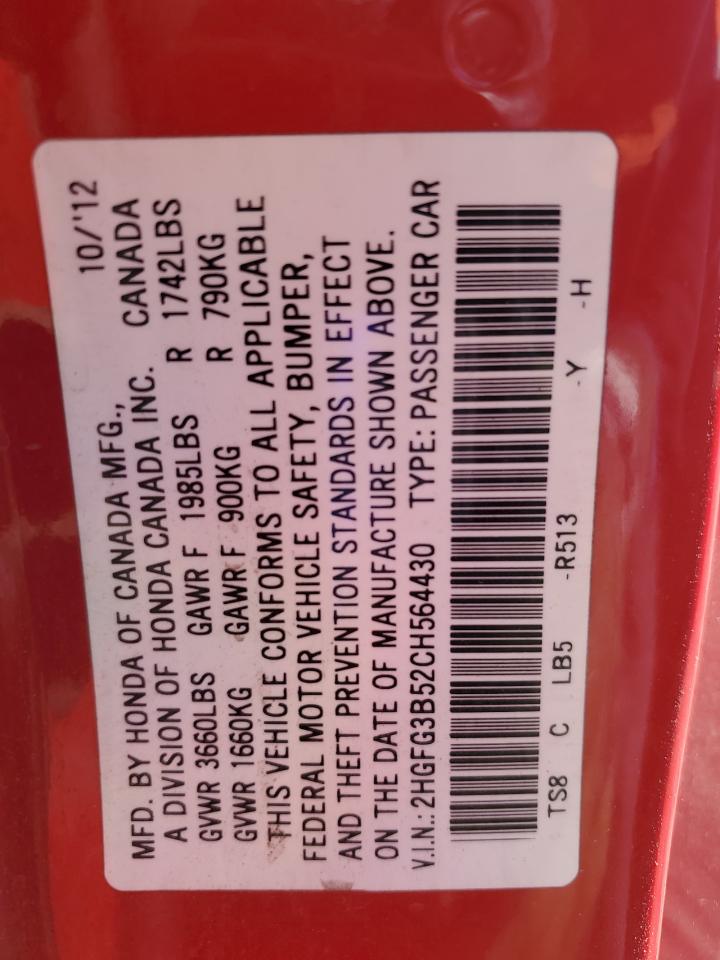 MFD. BY HONDA OF CANADA MFG., 10/'12
A DIVISION OF HONDA CANADA INC. CANADA
GVWR 3660LBS GAWR F 1985LBS R 1742LBS
GVWR 1660KG GAWR F 900KG R 790KG
THIS VEHICLE CONFORMS TO ALL APPLICABLE
FEDERAL MOTOR VEHICLE SAFETY, BUMPER,
AND THEFT PREVENTION STANDARDS IN EFFECT
ON THE DATE OF MANUFACTURE SHOWN ABOVE.
V.I.N.: 2HGFG3B52CH564430 TYPE: PASSENGER CAR
TS8 C LB5 -R513 -Y -H